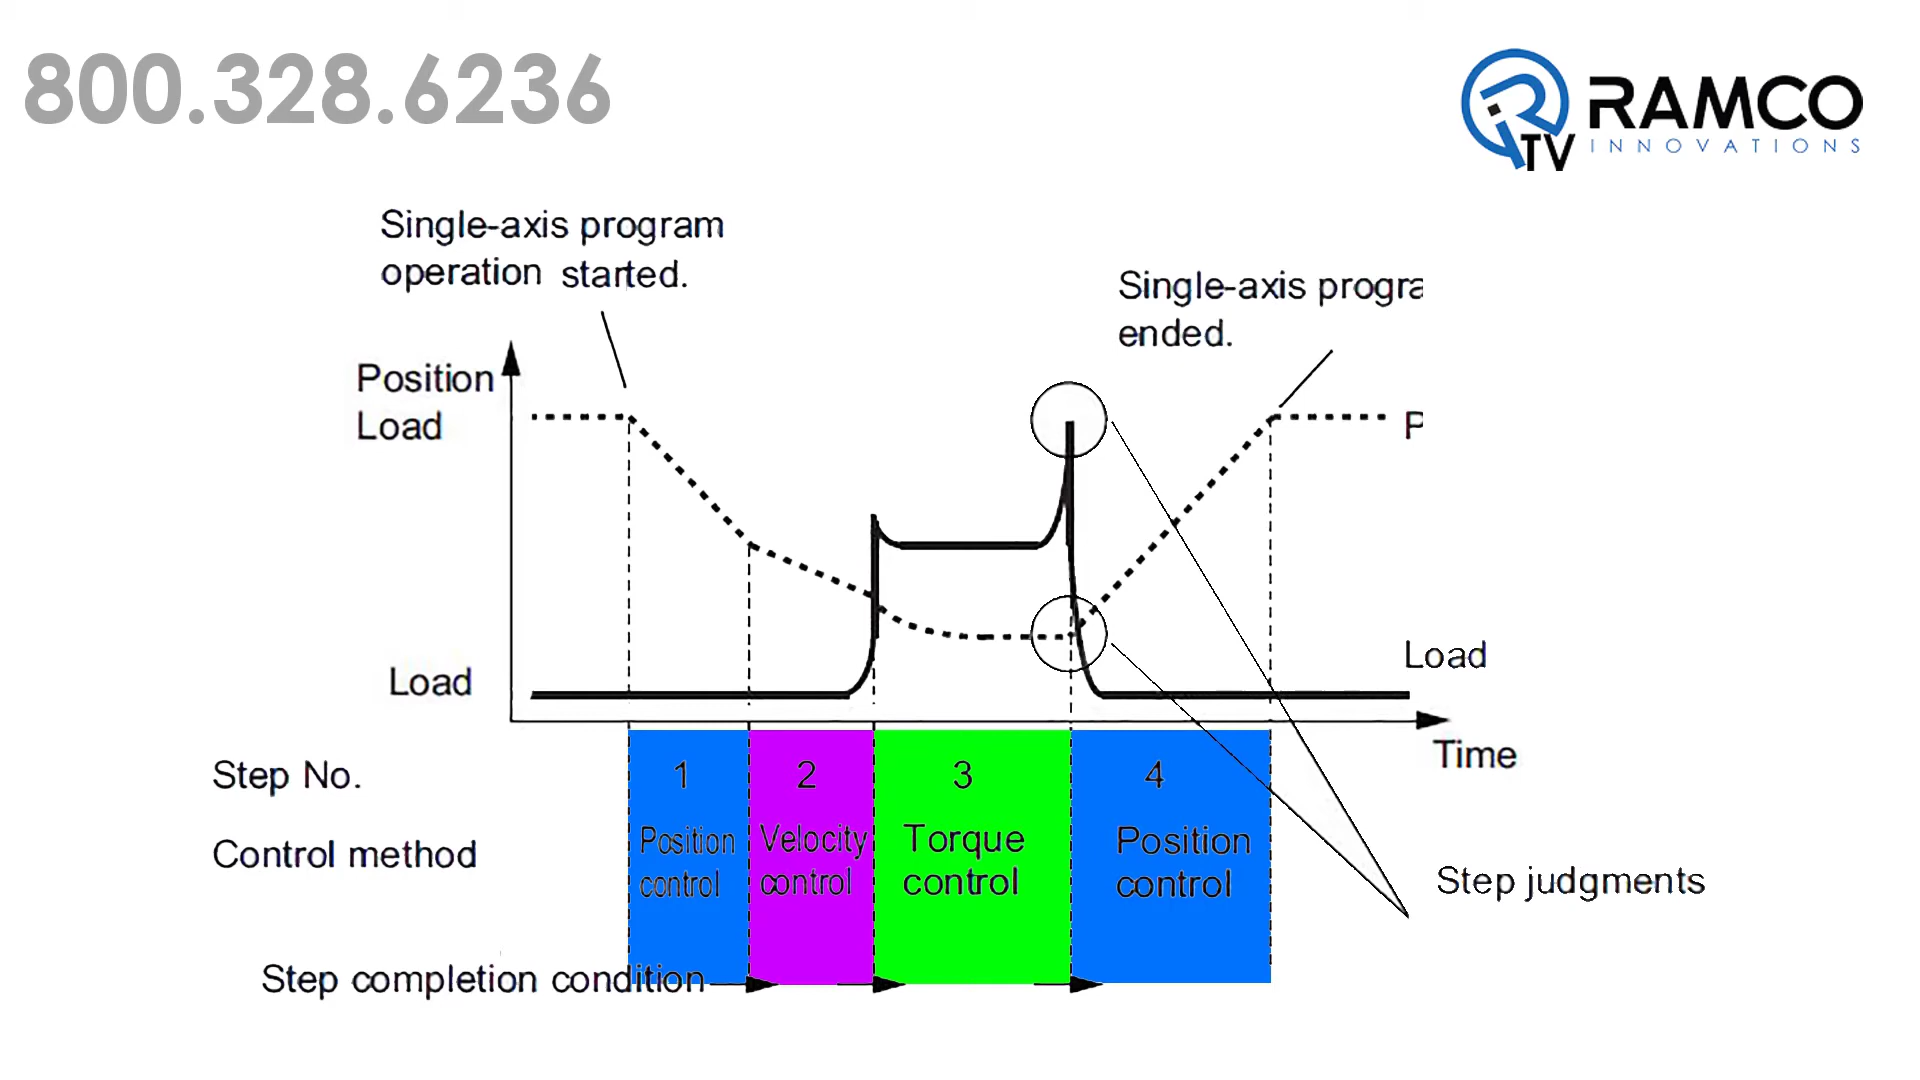 800.328.6236
TV
RAMCO
INNOVATIONS
Single-axis program
operation started.
Single-axis progra
ended.
Position
Load
P
Load
Load
Time
Step No.
1
2
3
4
Control method
Position
control
Velocity
control
Torque
control
Position
control
Step judgments
Step completion condition